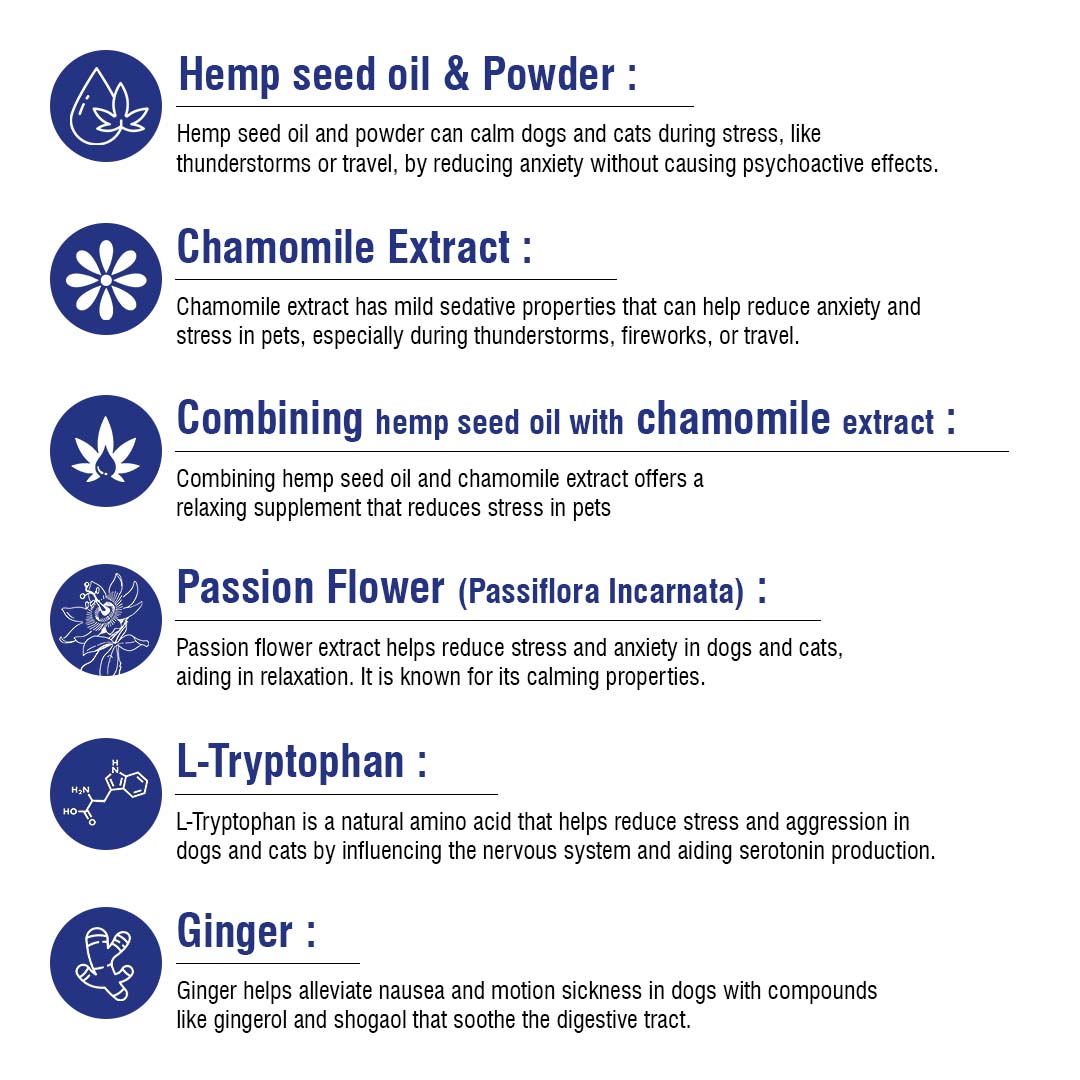 Hemp seed oil & Powder :
Hemp seed oil and powder can calm dogs and cats during stress, like
thunderstorms or travel, by reducing anxiety without causing psychoactive effects.
Chamomile Extract :
Chamomile extract has mild sedative properties that can help reduce anxiety and
stress in pets, especially during thunderstorms, fireworks, or travel.
Combining hemp seed oil with chamomile extract :
Combining hemp seed oil and chamomile extract offers a
relaxing supplement that reduces stress in pets
Passion Flower (Passiflora Incarnata) :
Passion flower extract helps reduce stress and anxiety in dogs and cats,
aiding in relaxation. It is known for its calming properties.
H
N
H₂N
HO
O
L-Tryptophan :
L-Tryptophan is a natural amino acid that helps reduce stress and aggression in
dogs and cats by influencing the nervous system and aiding serotonin production.
Ginger :
Ginger helps alleviate nausea and motion sickness in dogs with compounds
like gingerol and shogaol that soothe the digestive tract.